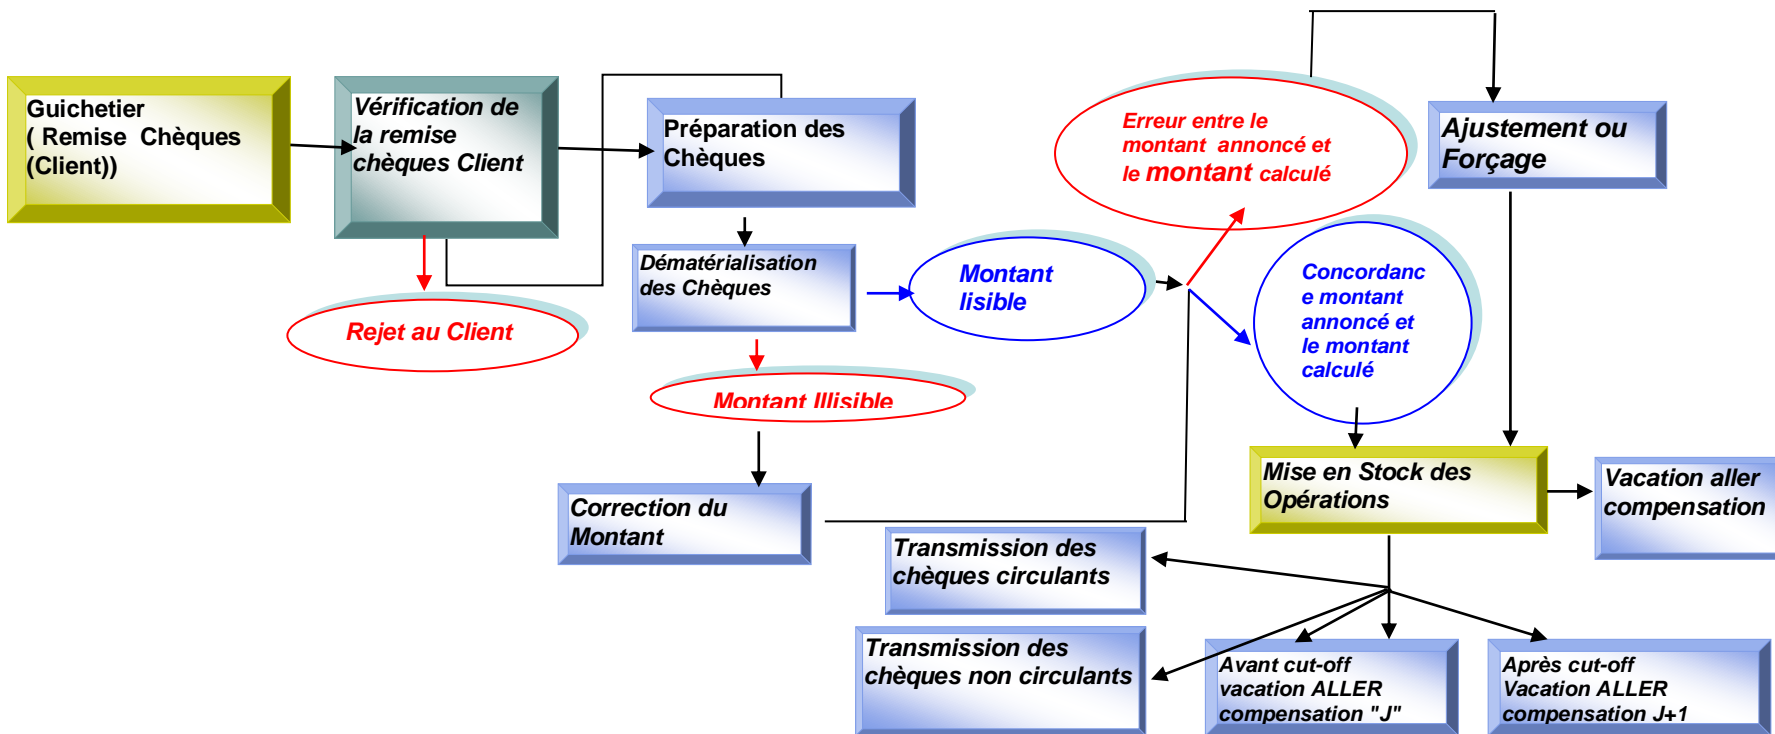 Guichetier
( Remise Chèques
(Client))
Vérification de
la remise
chèques Client
Préparation des
Chèques
Erreur entre le
montant annoncé et
le montant calculé
Ajustement ou
Forçage
Dématérialisation
des Chèques
Montant
lisible
Concordanc
e montant
annoncé et
le montant
calculé
Rejet au Client
Montant Illisible
Correction du
Montant
Mise en Stock des
Opérations
Vacation aller
compensation
Transmission des
chèques circulants
Transmission des
chèques non circulants
Avant cut-off
vacation ALLER
compensation "J"
Après cut-off
Vacation ALLER
compensation J+1